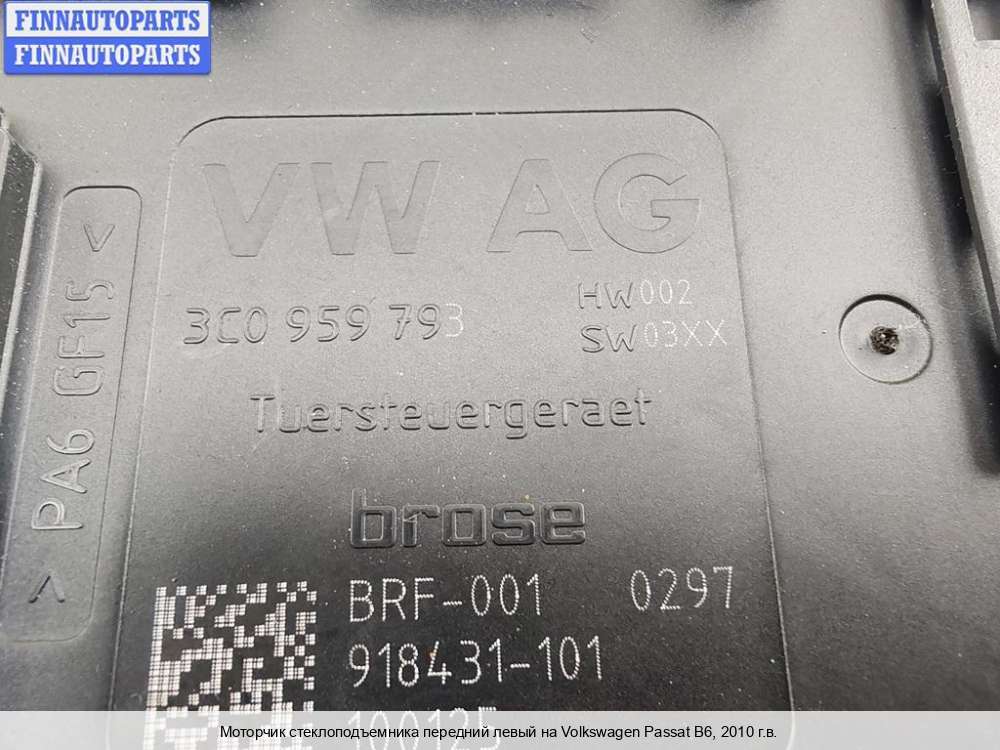 FINNAUTOPARTS
FINNAUTOPARTS
VW AG
3C0 959 793
HW002
SW03XX
Tuersteuergeraet
> PA6 GF15 <
brose
BRF-001 0297
918431-101
100125
Моторчик стеклоподъемника передний левый на Volkswagen Passat B6, 2010 г.в.